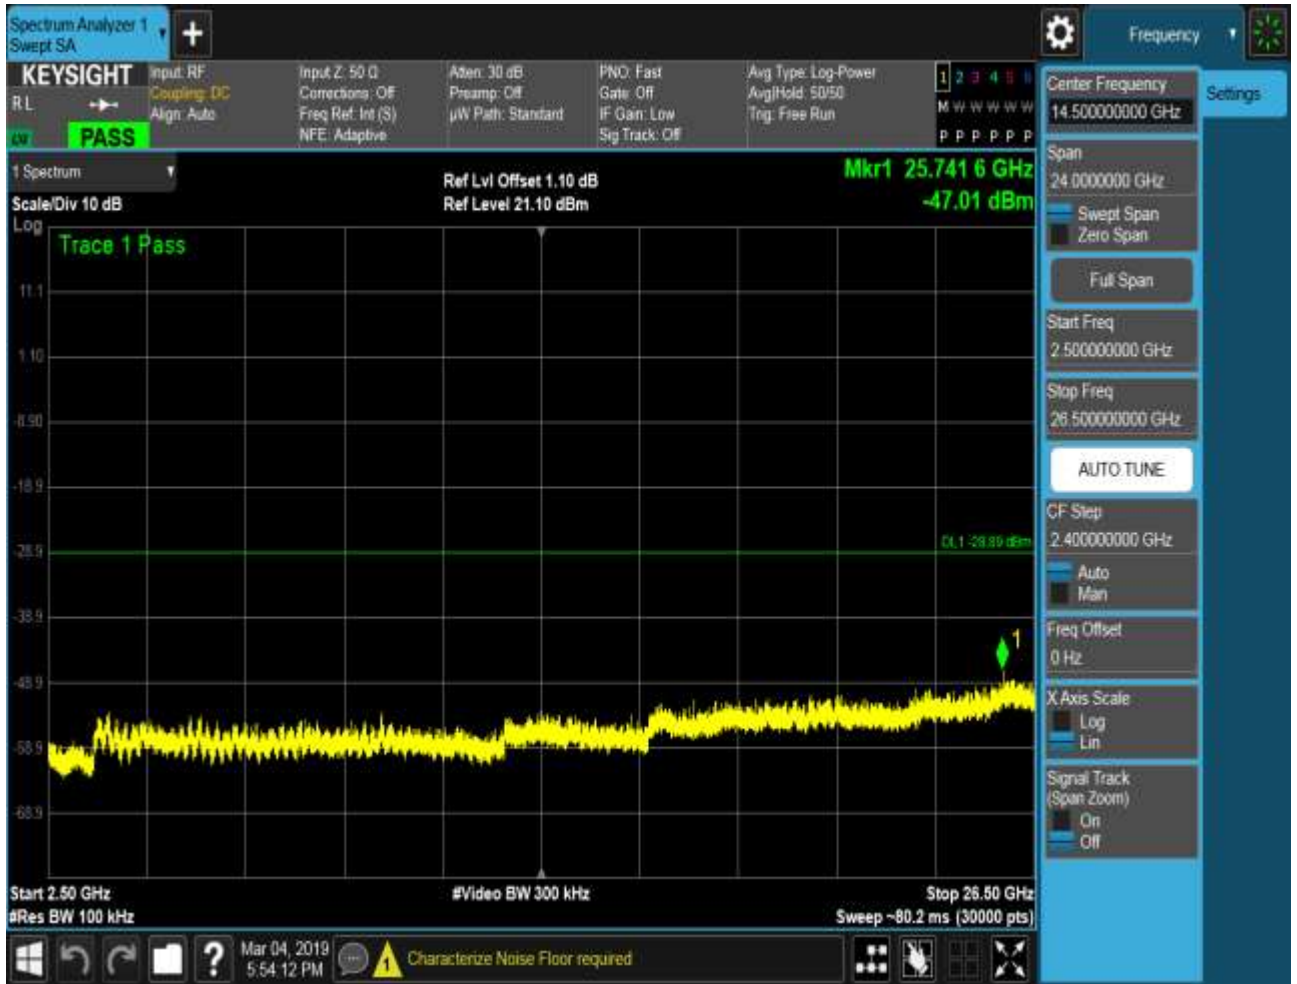 Spectrum Analyzer 1
Swept SA
+
Frequency
KEYSIGHT
R L
PASS
Input: RF
Coupling: DC
Align: Auto
Input Z: 50 Ω
Corrections: Off
Freq Ref: Int (S)
NFE: Adaptive
Atten: 30 dB
Preamp: Off
µW Path: Standard
PNO: Fast
Gate: Off
IF Gain: Low
Sig Track: Off
Avg Type: Log-Power
Avg|Hold: 50/50
Trig: Free Run
1 2 3 4 5 6
M W W W W W
P P P P P P
1 Spectrum
Scale/Div 10 dB
Ref Lvl Offset 1.10 dB
Ref Level 21.10 dBm
Mkr1 25.741 6 GHz
-47.01 dBm
Log
Trace 1 Pass
11.1
1.10
-8.90
-18.9
-28.9
DL1 -28.89 dBm
-38.9
1
-48.9
-58.9
-68.9
Start 2.50 GHz
#Video BW 300 kHz
Stop 26.50 GHz
#Res BW 100 kHz
Sweep ~80.2 ms (30000 pts)
Center Frequency
14.500000000 GHz
Settings
Span
24.0000000 GHz
Swept Span
Zero Span
Full Span
Start Freq
2.500000000 GHz
Stop Freq
26.500000000 GHz
AUTO TUNE
CF Step
2.400000000 GHz
Auto
Man
Freq Offset
0 Hz
X Axis Scale
Log
Lin
Signal Track
(Span Zoom)
On
Off
?
Mar 04, 2019
5:54:12 PM
1
Characterize Noise Floor required